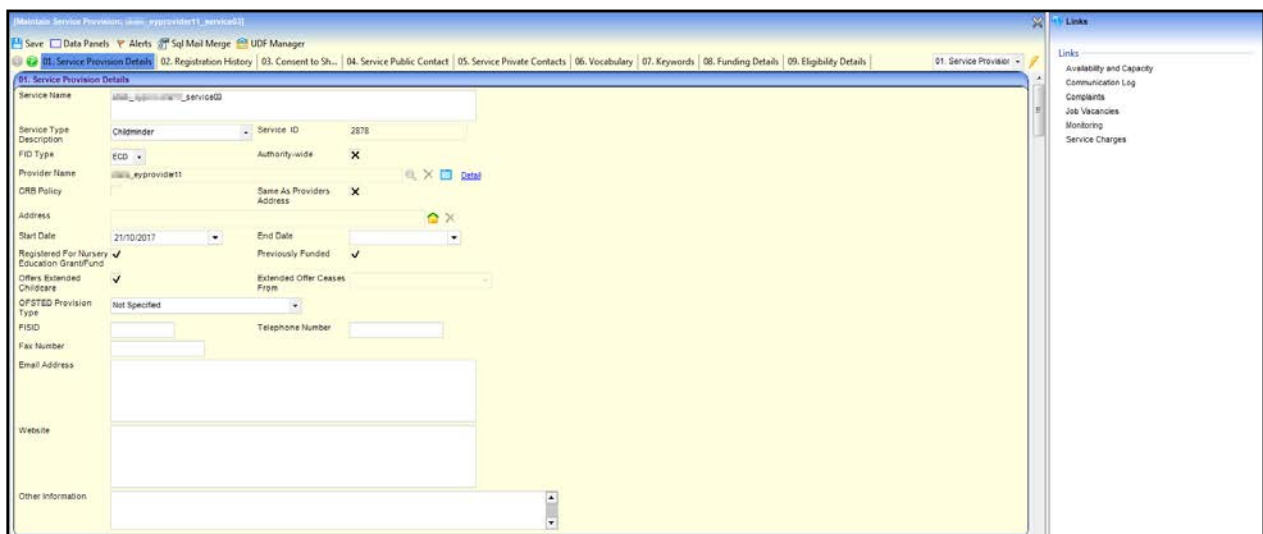 [Maintain Service Provision: _eyprovider11_service03]
Links
Save Data Panels Alerts Sql Mail Merge UDF Manager
01. Service Provision Details 02. Registration History 03. Consent to Sh... 04. Service Public Contact 05. Service Private Contacts 06. Vocabulary 07. Keywords 08. Funding Details 09. Eligibility Details 01. Service Provision
01. Service Provision Details
Service Name _service03
Service Type Description Childminder Service ID 2878
FID Type ECD Authority-wide
Provider Name _eyprovider11 Detail
CRB Policy Same As Providers Address
Address
Start Date 21/10/2017 End Date
Registered For Nursery Education Grant/Fund Previously Funded
Offers Extended Childcare Extended Offer Ceases From
OFSTED Provision Type Not Specified
FISID Telephone Number
Fax Number
Email Address
Website
Other Information
Links
Availability and Capacity
Communication Log
Complaints
Job Vacancies
Monitoring
Service Charges